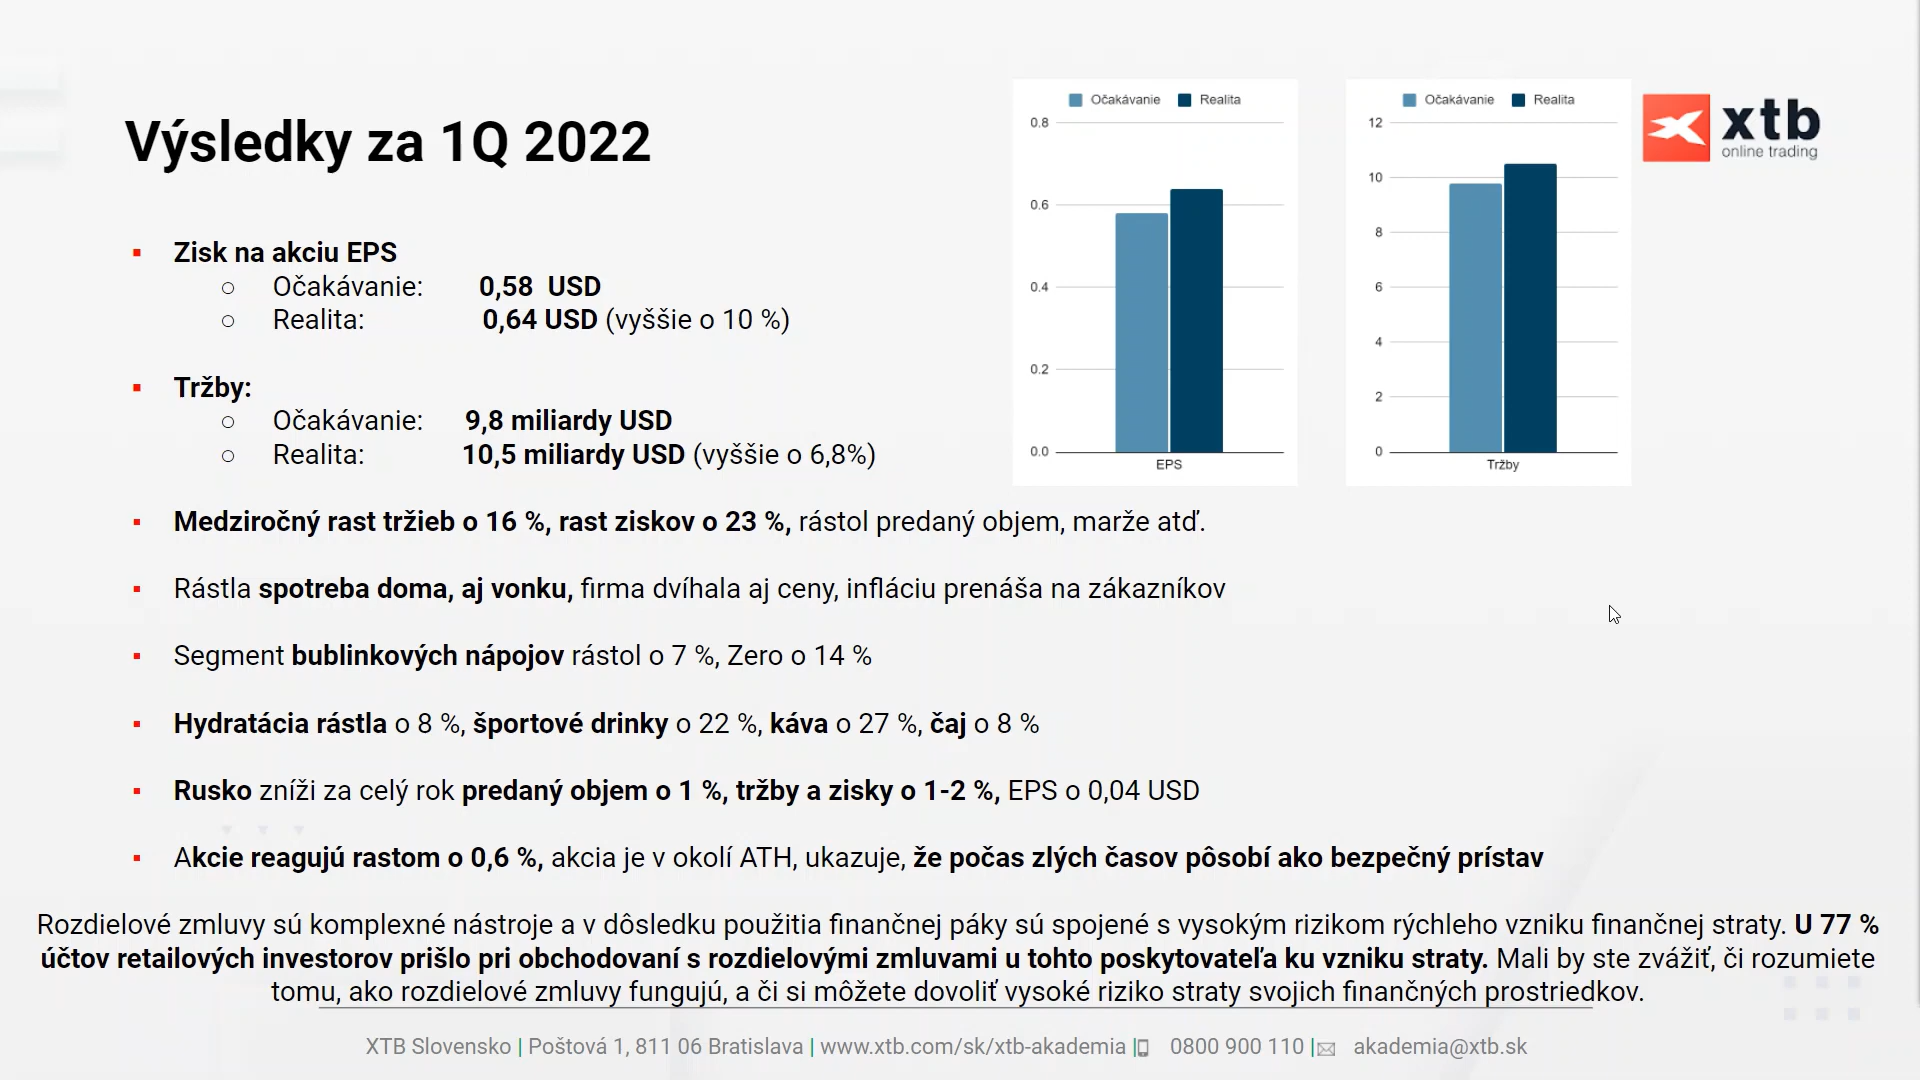 Výsledky za 1Q 2022
▪ Zisk na akciu EPS
○ Očakávanie: 0,58 USD
○ Realita: 0,64 USD (vyššie o 10 %)
▪ Tržby:
○ Očakávanie: 9,8 miliardy USD
○ Realita: 10,5 miliardy USD (vyššie o 6,8%)
Očakávanie Realita
0.8
0.6
0.4
0.2
0.0
EPS
Očakávanie Realita
12
10
8
6
4
2
0
Tržby
xtb
online trading
▪ Medziročný rast tržieb o 16 %, rast ziskov o 23 %, rástol predaný objem, marže atď.
▪ Rástla spotreba doma, aj vonku, firma dvíhala aj ceny, infláciu prenáša na zákazníkov
▪ Segment bublinkových nápojov rástol o 7 %, Zero o 14 %
▪ Hydratácia rástla o 8 %, športové drinky o 22 %, káva o 27 %, čaj o 8 %
▪ Rusko zníži za celý rok predaný objem o 1 %, tržby a zisky o 1-2 %, EPS o 0,04 USD
▪ Akcie reagujú rastom o 0,6 %, akcia je v okolí ATH, ukazuje, že počas zlých časov pôsobí ako bezpečný prístav
Rozdielové zmluvy sú komplexné nástroje a v dôsledku použitia finančnej páky sú spojené s vysokým rizikom rýchleho vzniku finančnej straty. U 77 %
účtov retailových investorov prišlo pri obchodovaní s rozdielovými zmluvami u tohto poskytovateľa ku vzniku straty. Mali by ste zvážiť, či rozumiete
tomu, ako rozdielové zmluvy fungujú, a či si môžete dovoliť vysoké riziko straty svojich finančných prostriedkov.
XTB Slovensko | Poštová 1, 811 06 Bratislava | www.xtb.com/sk/xtb-akademia | 0800 900 110 | akademia@xtb.sk